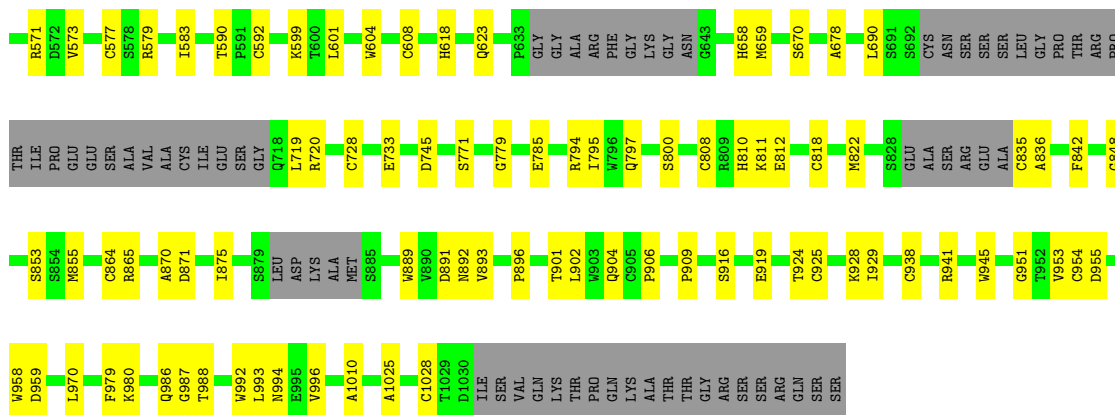 R571 D572 V573 C577 S578 R579 I583 T590 P591 C592 K599 T600 L601 W604 C608 H618 Q623 P633 GLY GLY ALA ARG PHE GLY LYS GLY ASN G643 H658 M659 S670 A678 L690 S691 S692 CYS ASN SER SER SER LEU GLY PRO THR ARG PRO
THR ILE PRO GLU GLU SER ALA VAL ALA CYS ILE GLU SER GLY Q718 L719 R720 C728 E733 D745 S771 G779 E785 R794 I795 W796 Q797 S800 C808 R809 H810 K811 E812 C818 M822 S828 GLU ALA SER ARG GLU ALA C835 A836 F842
S853 S854 M855 C864 R865 A870 D871 I875 S879 LEU ASP LYS ALA MET S885 W889 V890 D891 N892 V893 P896 T901 L902 W903 Q904 C905 P906 P909 S916 E919 T924 C925 K928 I929 C938 R941 W945 G951 T952 V953 C954 D955
W958 D959 L970 F979 K980 Q986 G987 T988 W992 L993 N994 E995 V996 A1010 A1025 C1028 T1029 D1030 ILE SER VAL GLN LYS THR PRO GLN LYS ALA THR THR GLY ARG SER SER ARG GLN SER SER